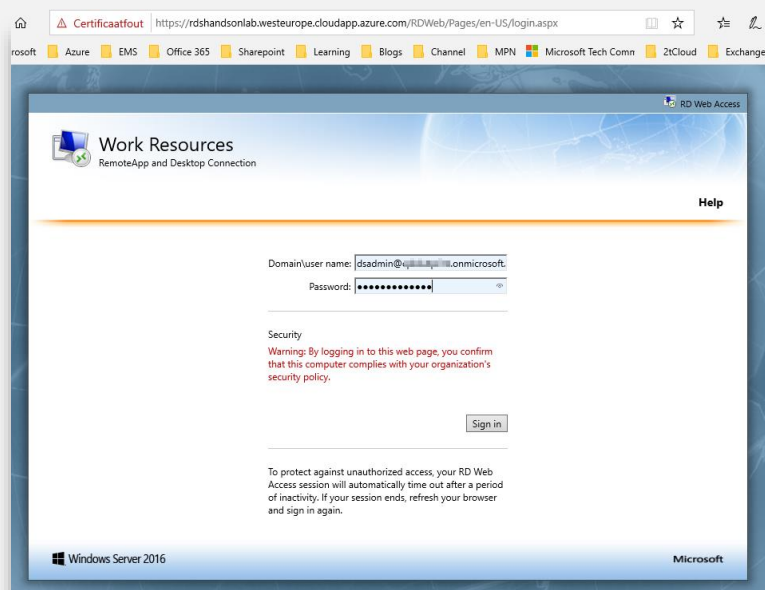 Certificaatfout https://rdshandsonlab.westeurope.cloudapp.azure.com/RDWeb/Pages/en-US/login.aspx
rosoft Azure EMS Office 365 Sharepoint Learning Blogs Channel MPN Microsoft Tech Comn 2tCloud Exchange
RD Web Access
Work Resources
RemoteApp and Desktop Connection
Help
Domain\user name: dsadmin@ .onmicrosoft.
Password: •••••••••••••
Security
Warning: By logging in to this web page, you confirm
that this computer complies with your organization's
security policy.
Sign in
To protect against unauthorized access, your RD Web
Access session will automatically time out after a period
of inactivity. If your session ends, refresh your browser
and sign in again.
Windows Server 2016
Microsoft